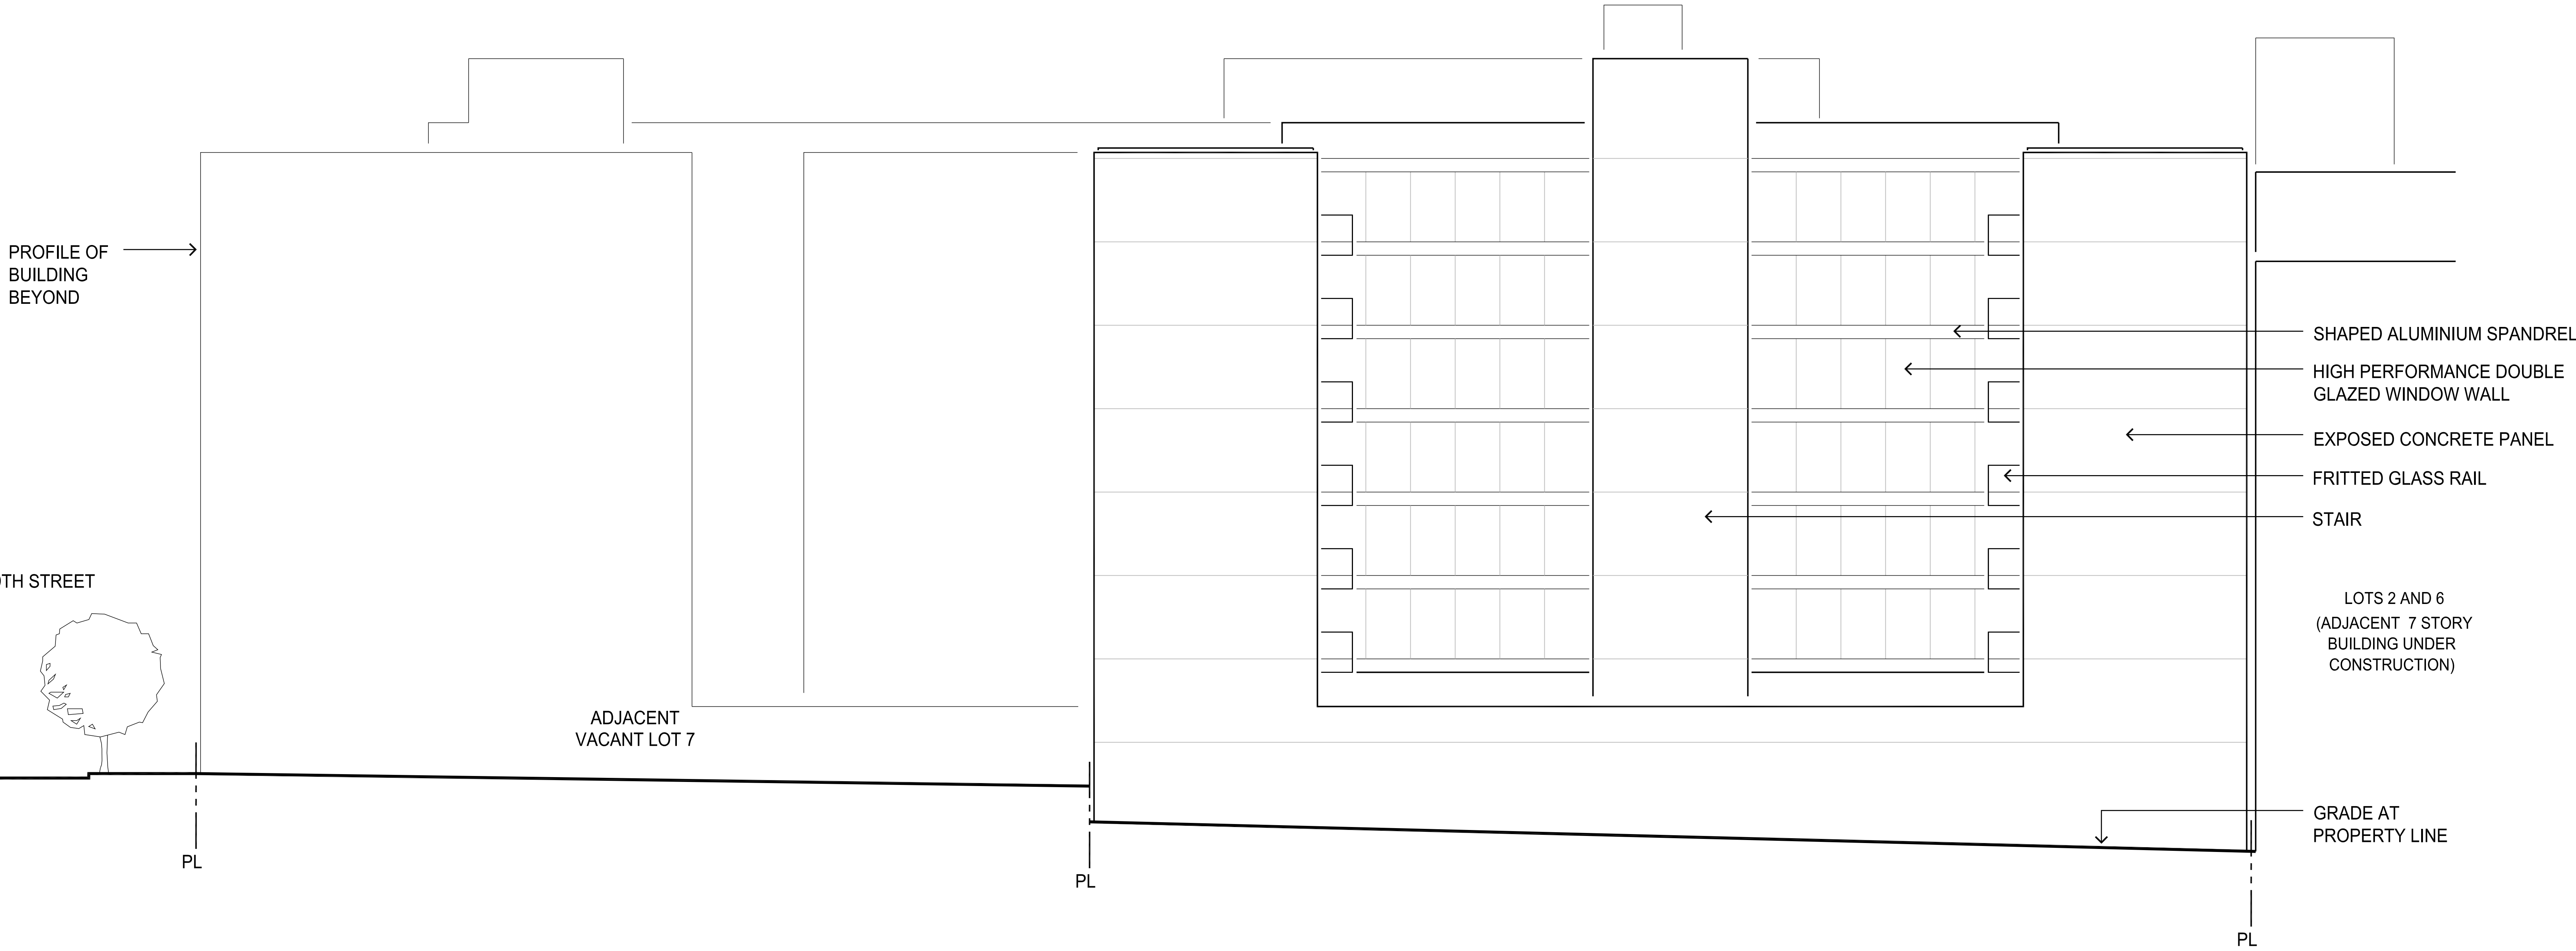 PROFILE OF
BUILDING
BEYOND
TH STREET
ADJACENT
VACANT LOT 7
PL
PL
PL
SHAPED ALUMINIUM SPANDREL
HIGH PERFORMANCE DOUBLE
GLAZED WINDOW WALL
EXPOSED CONCRETE PANEL
FRITTED GLASS RAIL
STAIR
LOTS 2 AND 6
(ADJACENT 7 STORY
BUILDING UNDER
CONSTRUCTION)
GRADE AT
PROPERTY LINE